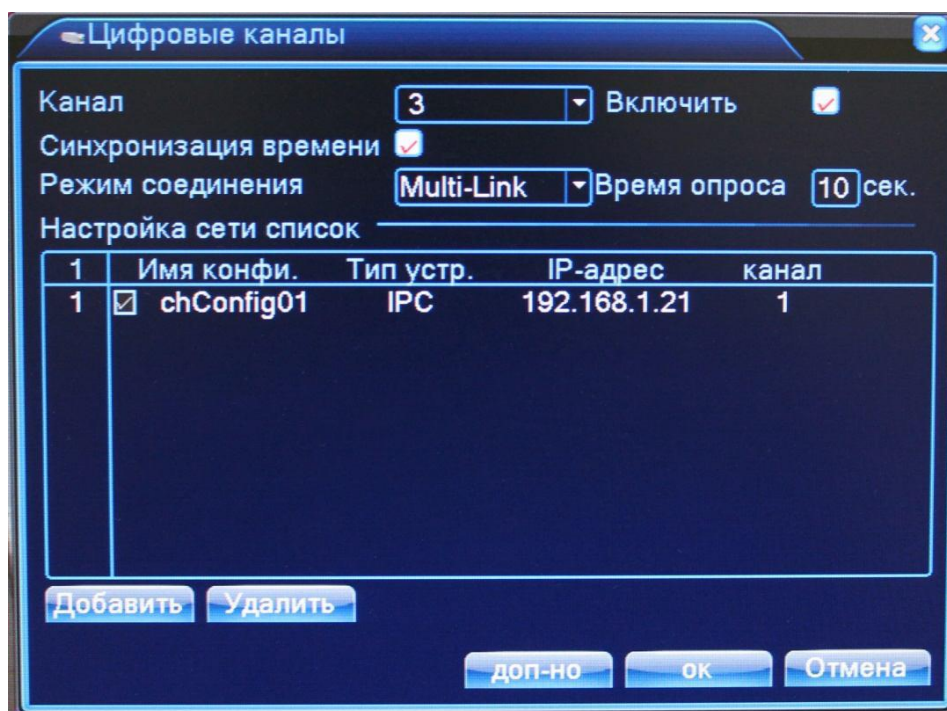 Цифровые каналы
Канал 3 Включить
Синхронизация времени
Режим соединения Multi-Link Время опроса 10 сек.
Настройка сети список
1 Имя конфи. Тип устр. IP-адрес канал
1 chConfig01 IPC 192.168.1.21 1
Добавить Удалить
доп-но ок Отмена